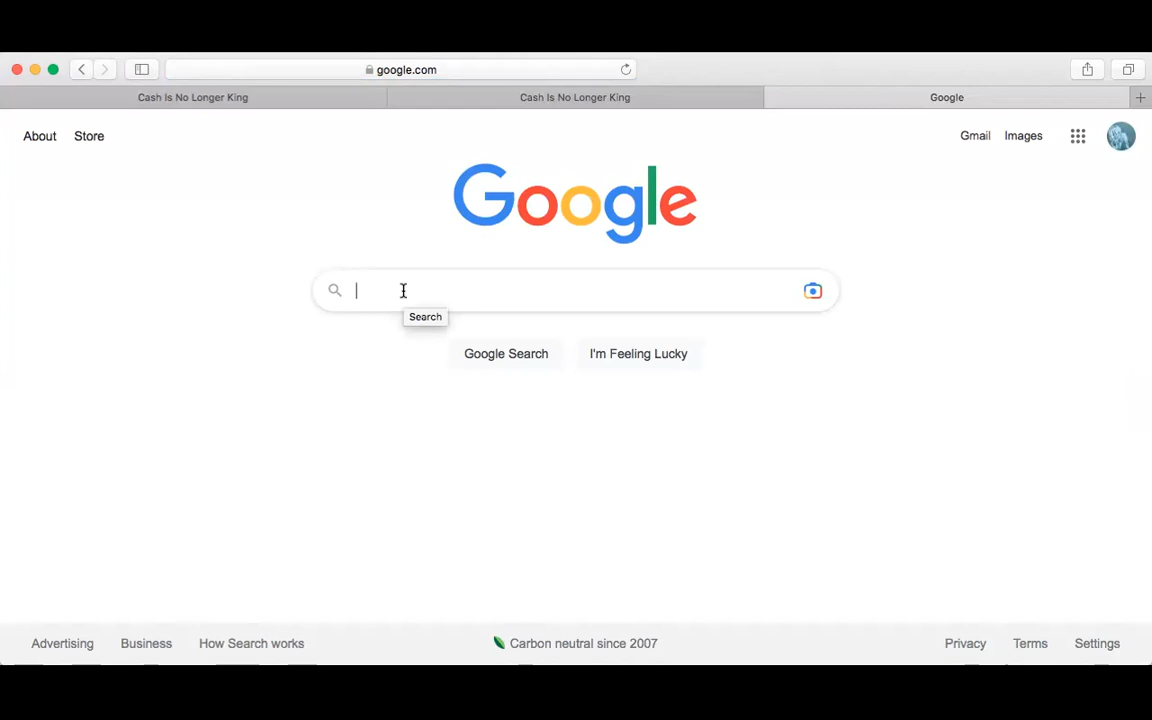 google.com
Cash Is No Longer King Cash Is No Longer King Google
About Store Gmail Images
Google
Search
Google Search I'm Feeling Lucky
Advertising Business How Search works Carbon neutral since 2007 Privacy Terms Settings